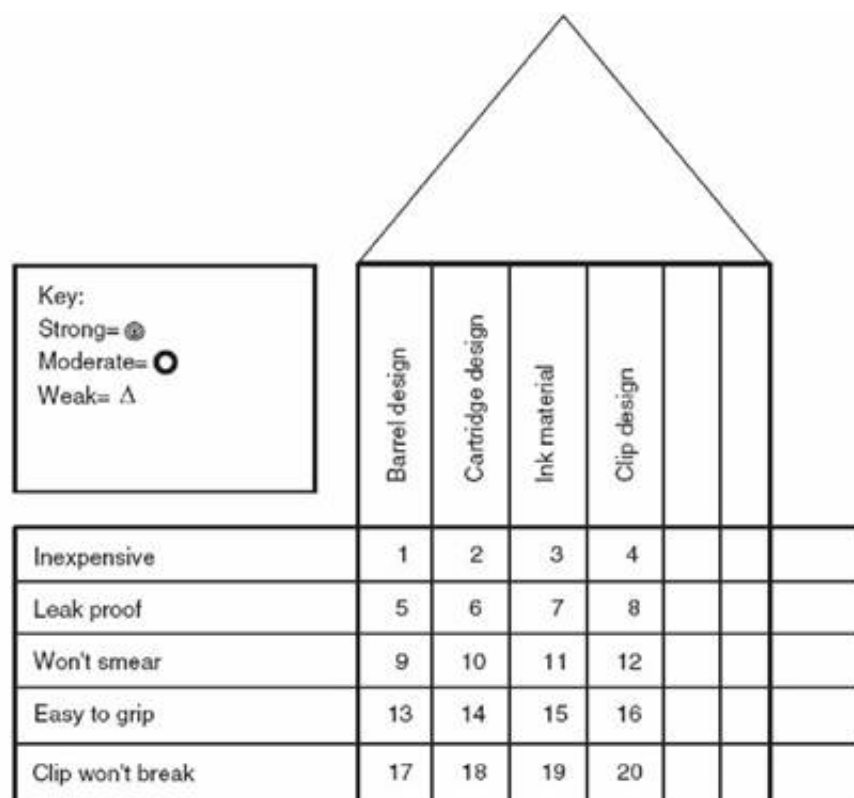 Key:
Strong= ◎
Moderate= O
Weak= Δ
Barrel design
Cartridge design
Ink material
Clip design
Inexpensive 1 2 3 4
Leak proof 5 6 7 8
Won't smear 9 10 11 12
Easy to grip 13 14 15 16
Clip won't break 17 18 19 20